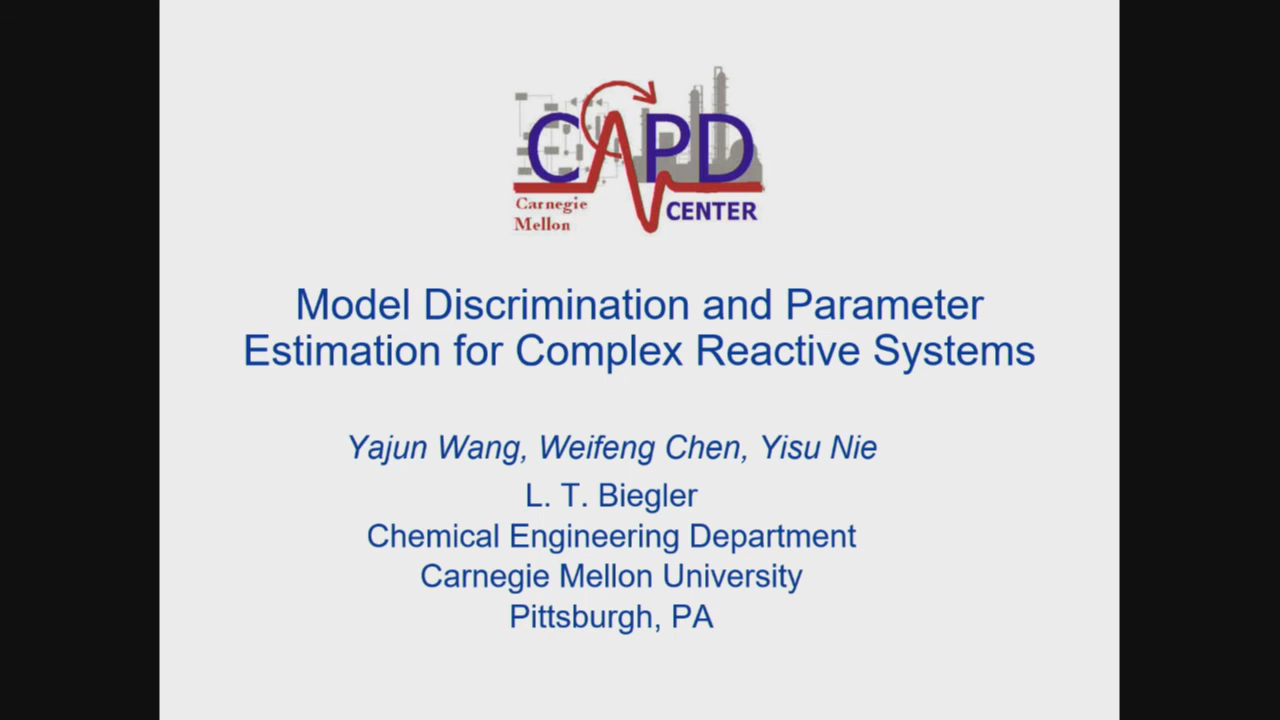 CAPD
Carnegie
Mellon
CENTER
Model Discrimination and Parameter
Estimation for Complex Reactive Systems
Yajun Wang, Weifeng Chen, Yisu Nie
L. T. Biegler
Chemical Engineering Department
Carnegie Mellon University
Pittsburgh, PA